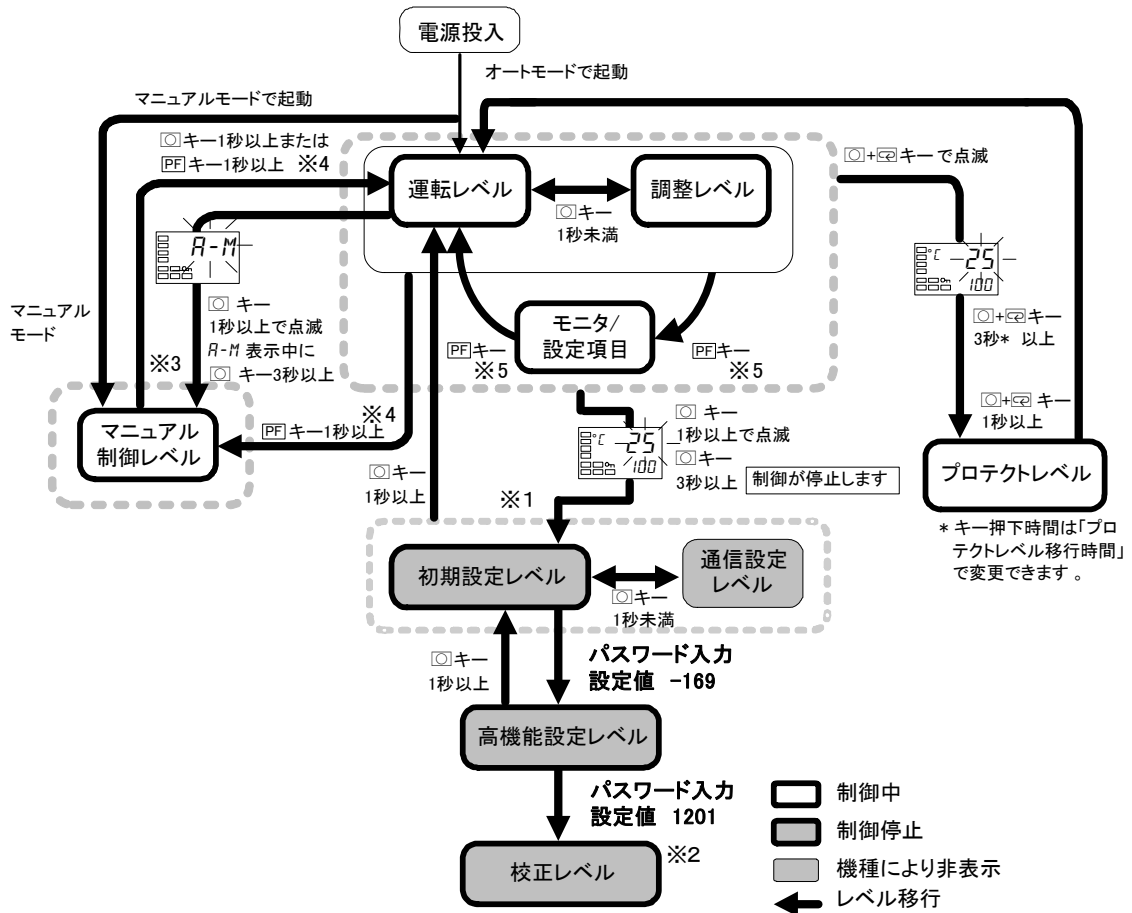 電源投入
オートモードで起動
マニュアルモードで起動
キー1秒以上または
PFキー1秒以上 ※4
運転レベル
調整レベル
キー
1秒未満
+キーで点滅
A-M
℃ 25
100
マニュアル
モード
キー
1秒以上で点滅
A-M 表示中に
キー3秒以上
※3
モニタ/
設定項目
PFキー
※5
PFキー
※5
+キー
3秒* 以上
+キー
1秒以上
マニュアル
制御レベル
PFキー1秒以上
※4
℃ 25
100
キー
1秒以上で点滅
キー
3秒以上
制御が停止します
プロテクトレベル
* キー押下時間は「プロ
テクトレベル移行時間」
で変更できます。
キー
1秒以上
※1
初期設定レベル
通信設定
レベル
キー
1秒未満
キー
1秒以上
パスワード入力
設定値 -169
高機能設定レベル
パスワード入力
設定値 1201
校正レベル
※2
制御中
制御停止
機種により非表示
レベル移行